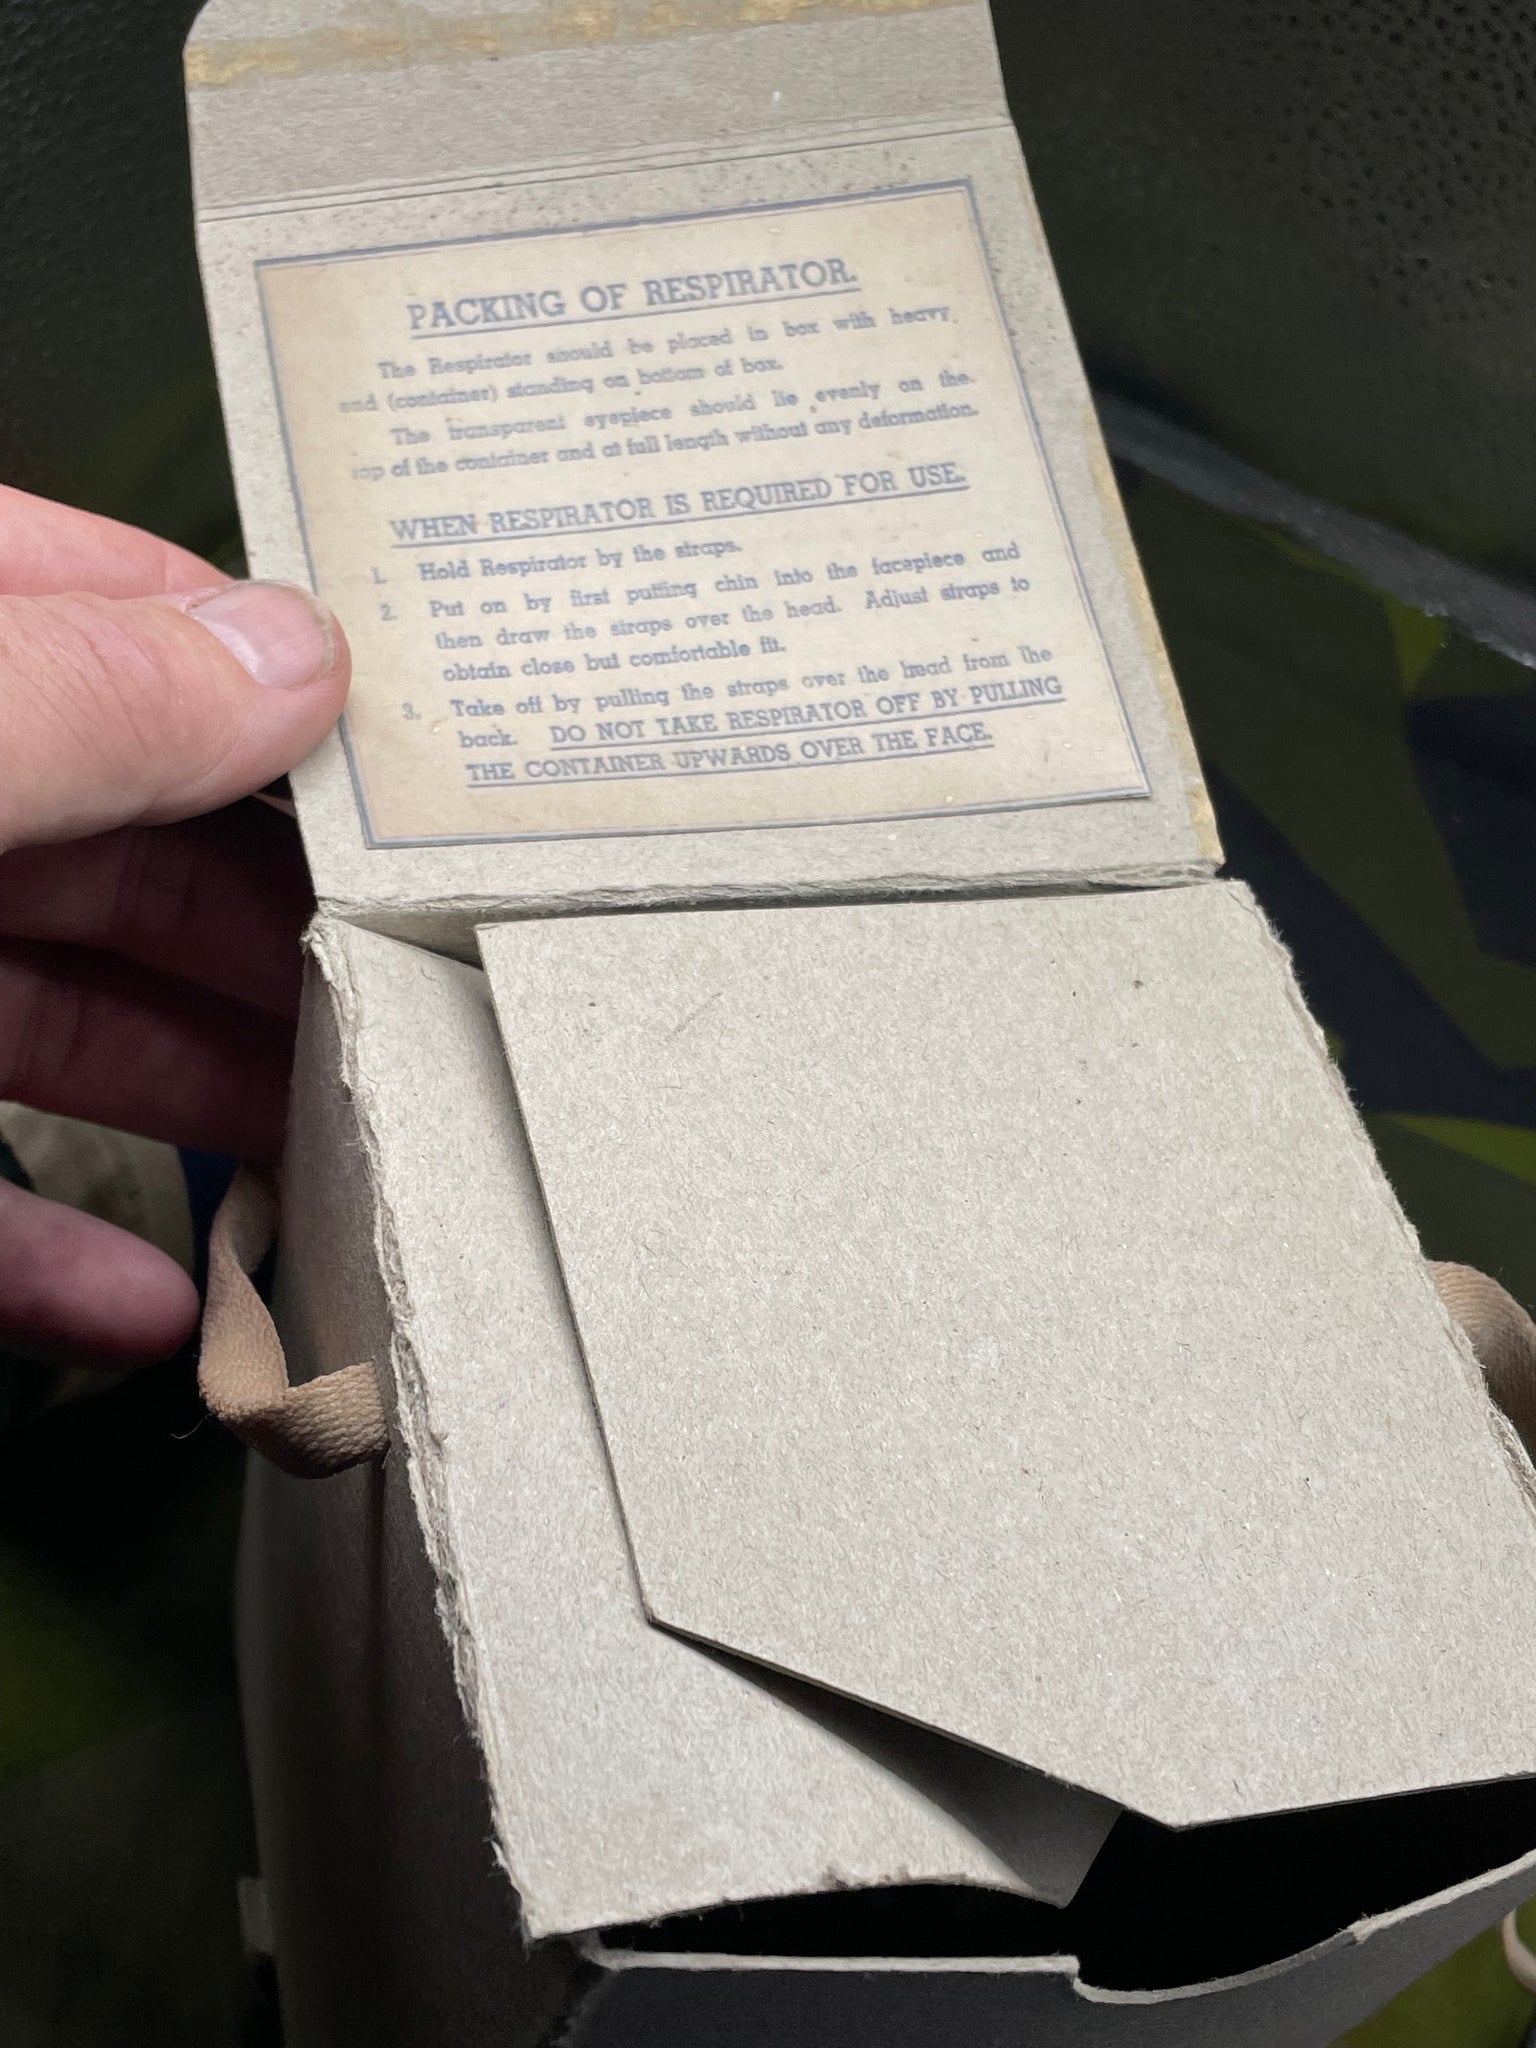 PACKING OF RESPIRATOR.
The Respirator should be placed in box with heavy
end (container) standing on bottom of box.
The transparent eyepiece should lie evenly on the
top of the container and at full length without any deformation.
WHEN RESPIRATOR IS REQUIRED FOR USE.
1. Hold Respirator by the straps.
2. Put on by first putting chin into the facepiece and
then draw the straps over the head. Adjust straps to
obtain close but comfortable fit.
3. Take off by pulling the straps over the head from the
back. DO NOT TAKE RESPIRATOR OFF BY PULLING
THE CONTAINER UPWARDS OVER THE FACE.